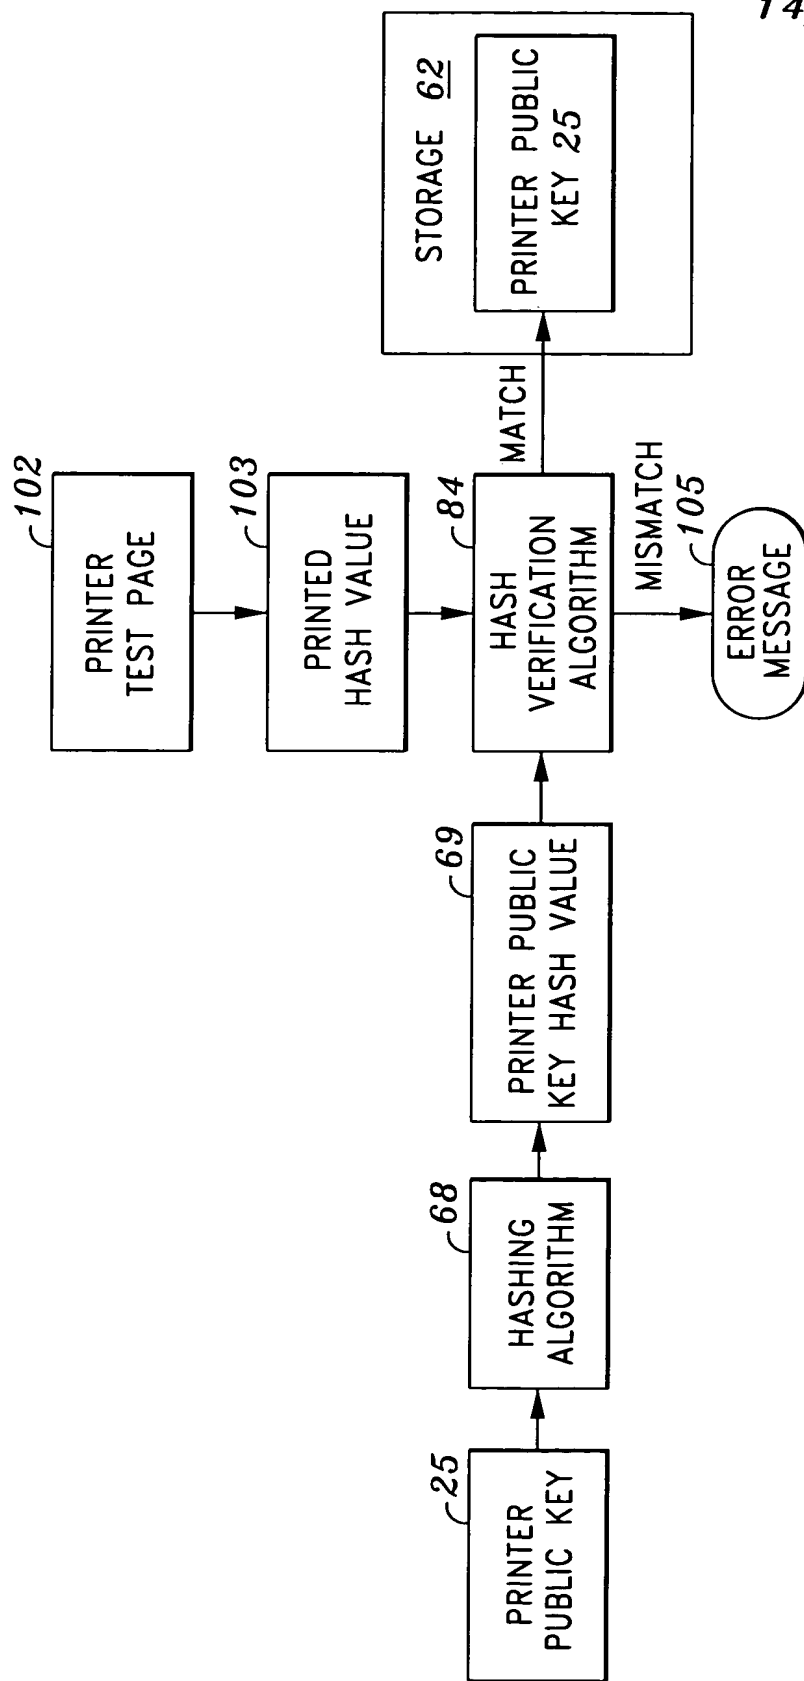 14
102
PRINTER
TEST PAGE
103
PRINTED
HASH VALUE
25
PRINTER
PUBLIC KEY
68
HASHING
ALGORITHM
69
PRINTER PUBLIC
KEY HASH VALUE
84
HASH
VERIFICATION
ALGORITHM
MATCH
STORAGE 62
PRINTER PUBLIC
KEY 25
MISMATCH
105
ERROR
MESSAGE